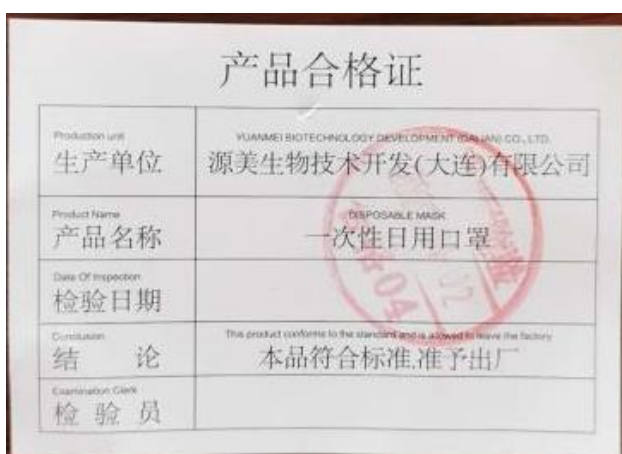 产品合格证
Production unit
YUANMEI BIOTECHNOLOGY DEVELOPMENT (DALIAN) CO., LTD.
生产单位
源美生物技术开发(大连)有限公司
Product Name
DISPOSABLE MASK
产品名称
一次性日用口罩
Date Of Inspection
检验日期
Conclusion
This product conforms to the standard and is allowed to leave the factory
结 论
本品符合标准,准予出厂
Examination Clerk
检 验 员
04
02